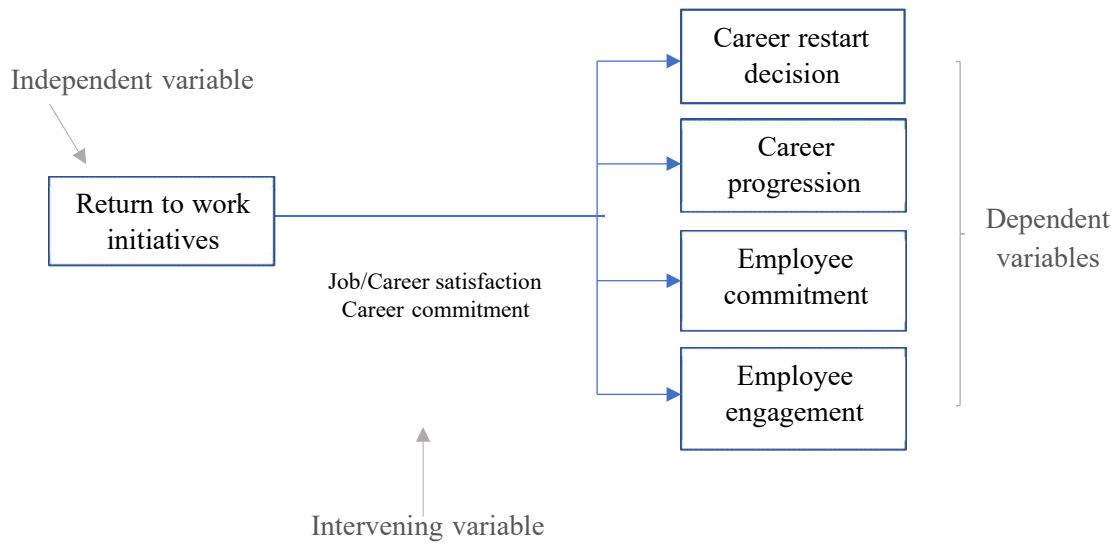 Independent variable
Return to work
initiatives
Job/Career satisfaction
Career commitment
Intervening variable
Career restart
decision
Career
progression
Employee
commitment
Employee
engagement
Dependent
variables